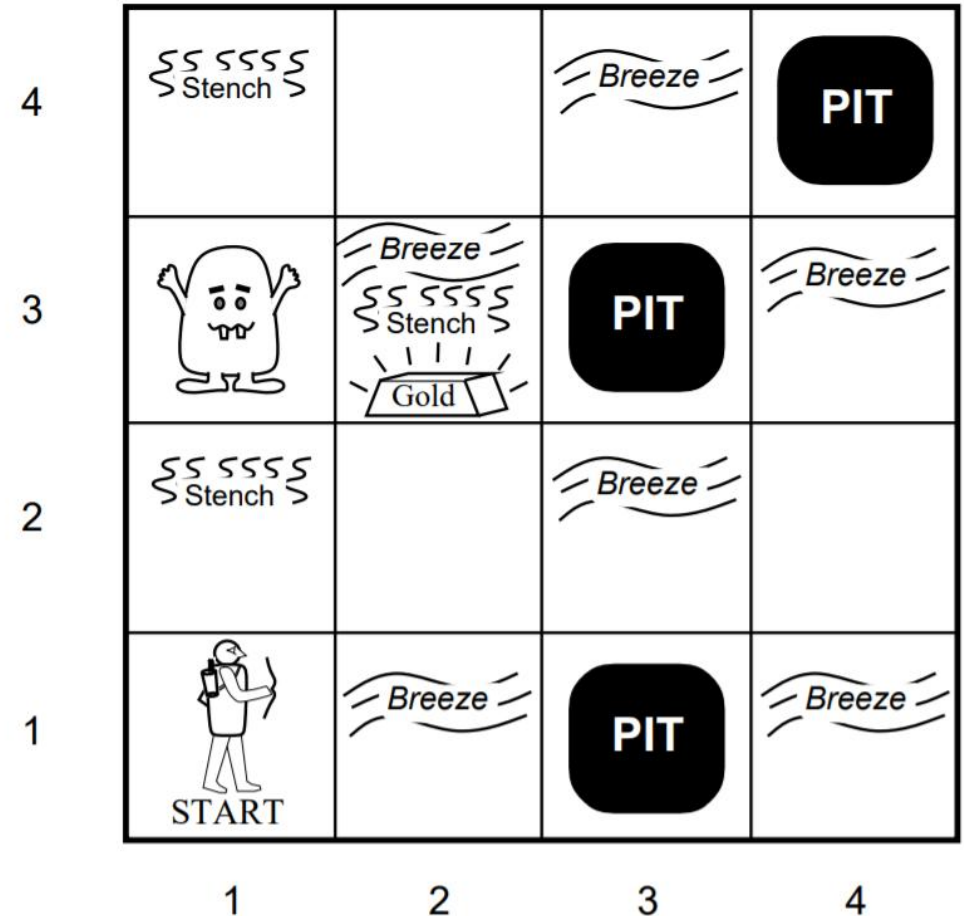 4
Stench
Breeze
PIT
3
Breeze
Stench
Gold
PIT
Breeze
2
Stench
Breeze
1
START
Breeze
PIT
Breeze
1 2 3 4